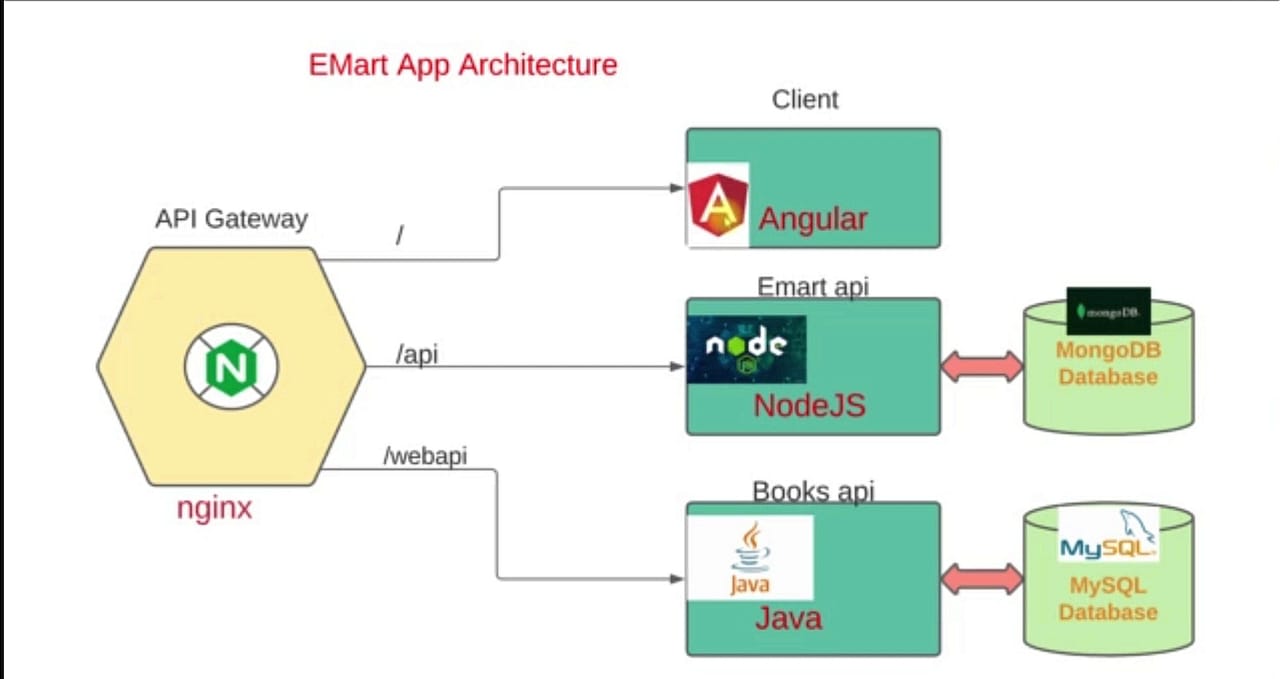 EMart App Architecture
Client
API Gateway
/
Angular
Emart api
/api
node
NodeJS
mongoDB.
MongoDB
Database
/webapi
nginx
Books api
Java
Java
MySQL
MySQL
Database